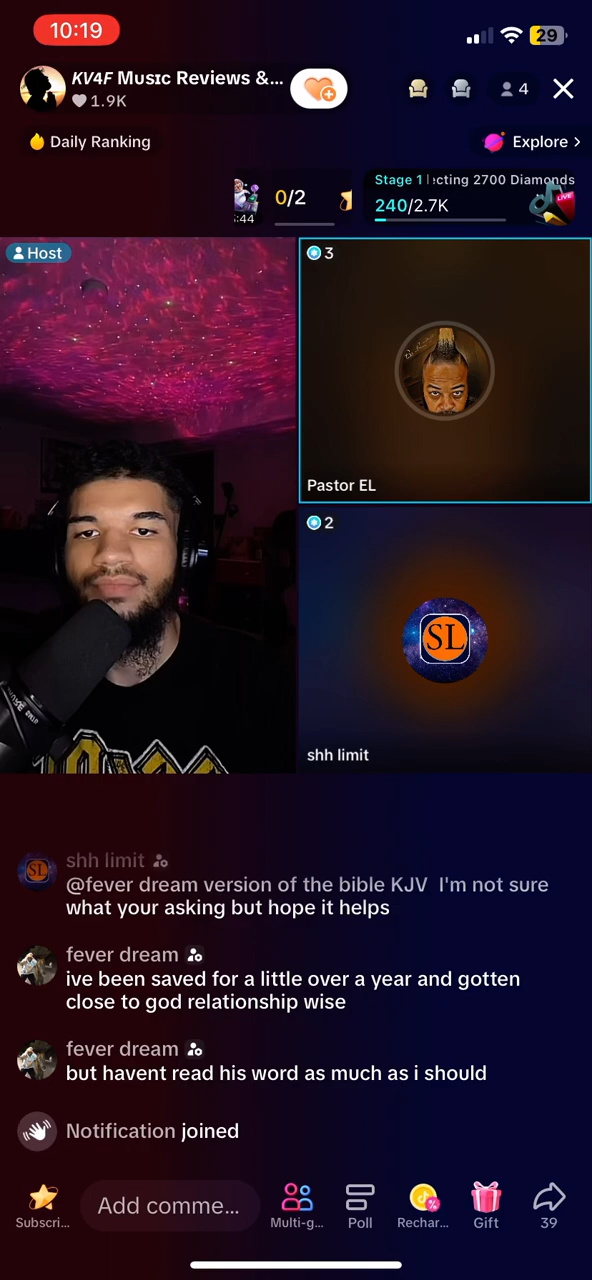 10:19
29
KV4F Music Reviews &...
1.9K
4
Daily Ranking
Explore >
:44
0/2
Stage 1
ecting 2700 Diamonds
240/2.7K
LIVE
Host
3
Pastor EL
2
SL
shh limit
shh limit
@fever dream version of the bible KJV I'm not sure
what your asking but hope it helps
fever dream
ive been saved for a little over a year and gotten
close to god relationship wise
fever dream
but havent read his word as much as i should
Notification joined
Add comme...
Subscri...
Multi-g...
Poll
Rechar...
Gift
39